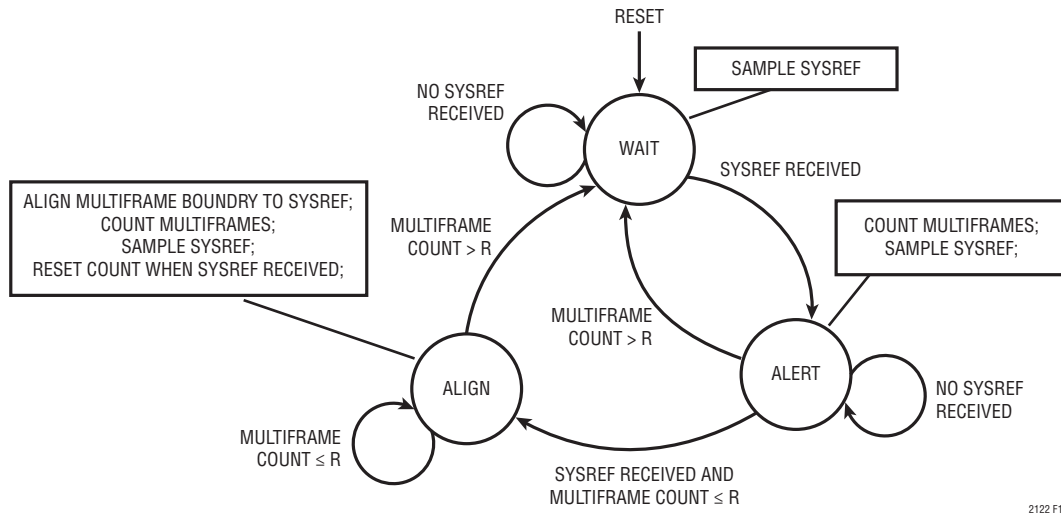 RESET
SAMPLE SYSREF
NO SYSREF
RECEIVED
WAIT
SYSREF RECEIVED
ALIGN MULTIFRAME BOUNDRY TO SYSREF;
COUNT MULTIFRAMES;
SAMPLE SYSREF;
RESET COUNT WHEN SYSREF RECEIVED;
MULTIFRAME
COUNT > R
COUNT MULTIFRAMES;
SAMPLE SYSREF;
MULTIFRAME
COUNT > R
ALIGN
ALERT
NO SYSREF
RECEIVED
MULTIFRAME
COUNT ≤ R
SYSREF RECEIVED AND
MULTIFRAME COUNT ≤ R
2122 F1